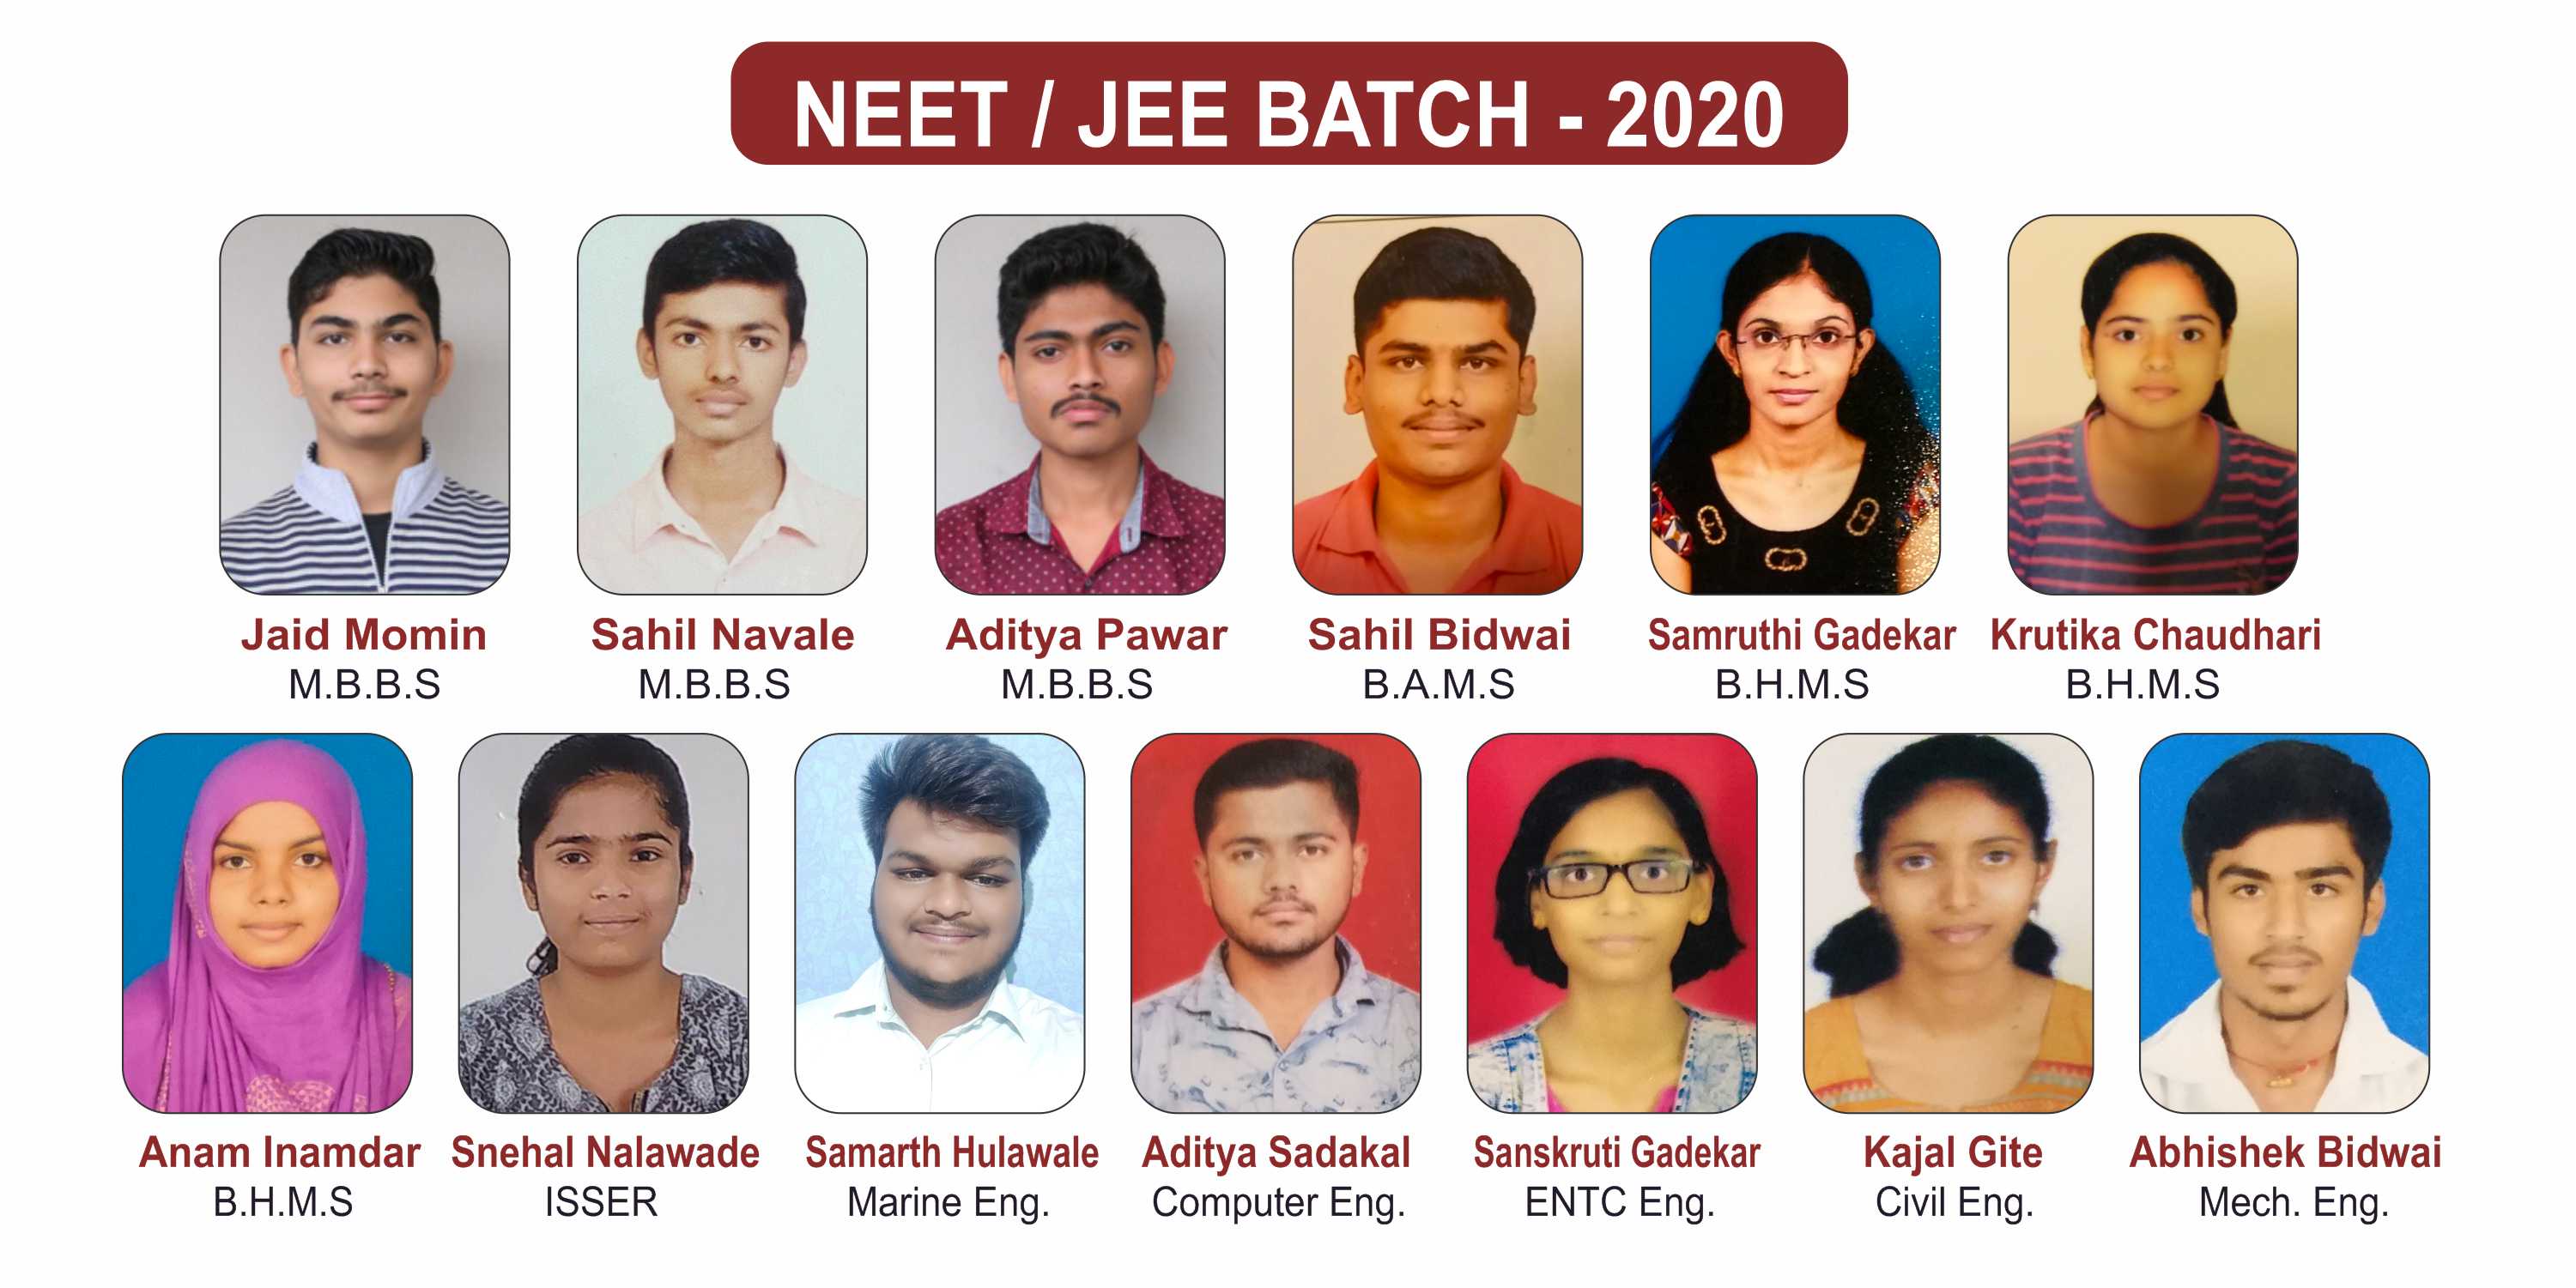 NEET / JEE BATCH - 2020
Jaid Momin
M.B.B.S
Sahil Navale
M.B.B.S
Aditya Pawar
M.B.B.S
Sahil Bidwai
B.A.M.S
Samruthi Gadekar
B.H.M.S
Krutika Chaudhari
B.H.M.S
Anam Inamdar
B.H.M.S
Snehal Nalawade
ISSER
Samarth Hulawale
Marine Eng.
Aditya Sadakal
Computer Eng.
Sanskruti Gadekar
ENTC Eng.
Kajal Gite
Civil Eng.
Abhishek Bidwai
Mech. Eng.